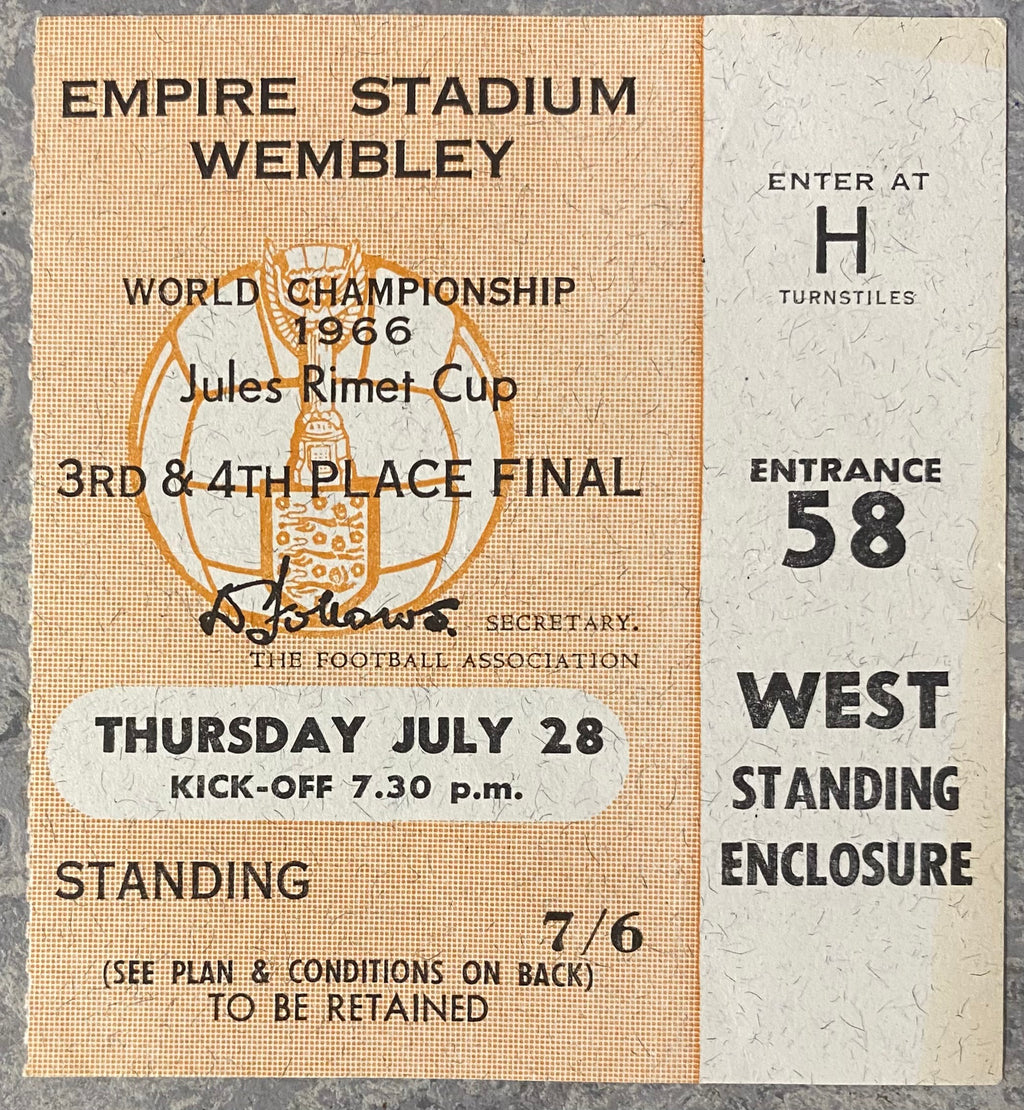 EMPIRE STADIUM
WEMBLEY
WORLD CHAMPIONSHIP
1966
Jules Rimet Cup
3RD & 4TH PLACE FINAL
D Follows. SECRETARY.
THE FOOTBALL ASSOCIATION
THURSDAY JULY 28
KICK-OFF 7.30 p.m.
STANDING
7/6
(SEE PLAN & CONDITIONS ON BACK)
TO BE RETAINED
ENTER AT
H
TURNSTILES
ENTRANCE
58
WEST
STANDING
ENCLOSURE